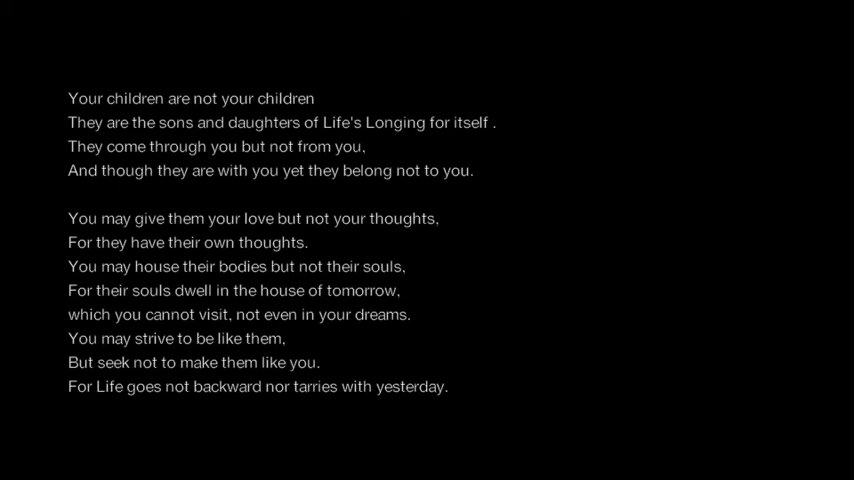 Your children are not your children
They are the sons and daughters of Life's Longing for itself .
They come through you but not from you,
And though they are with you yet they belong not to you.

You may give them your love but not your thoughts,
For they have their own thoughts.
You may house their bodies but not their souls,
For their souls dwell in the house of tomorrow,
which you cannot visit, not even in your dreams.
You may strive to be like them,
But seek not to make them like you.
For Life goes not backward nor tarries with yesterday.